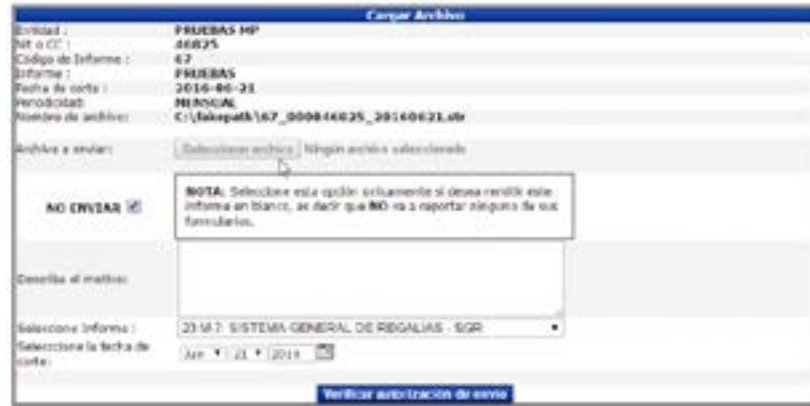 Cargar Archivo
Entidad : PRUEBAS MP
Nit o CC : 46825
Código de Informe : 67
Informe : PRUEBAS
Fecha de corte : 2016-06-21
Periodicidad: MENSUAL
Nombre de archivo: C:\fakepath\67_000046825_20160621.str
Archivo a enviar: Seleccionar archivo Ningún archivo seleccionado
NOTA: Seleccione esta opción únicamente si desea rendir este
NO ENVIAR informe en blanco, es decir que NO va a reportar ninguno de sus
formularios.
Describa el motivo:
Seleccione Informe : SISTEMA GENERAL DE REGALIAS - SGR
Seleccione la fecha de
corte: Jun 21 2016
Verificar autorización de envio